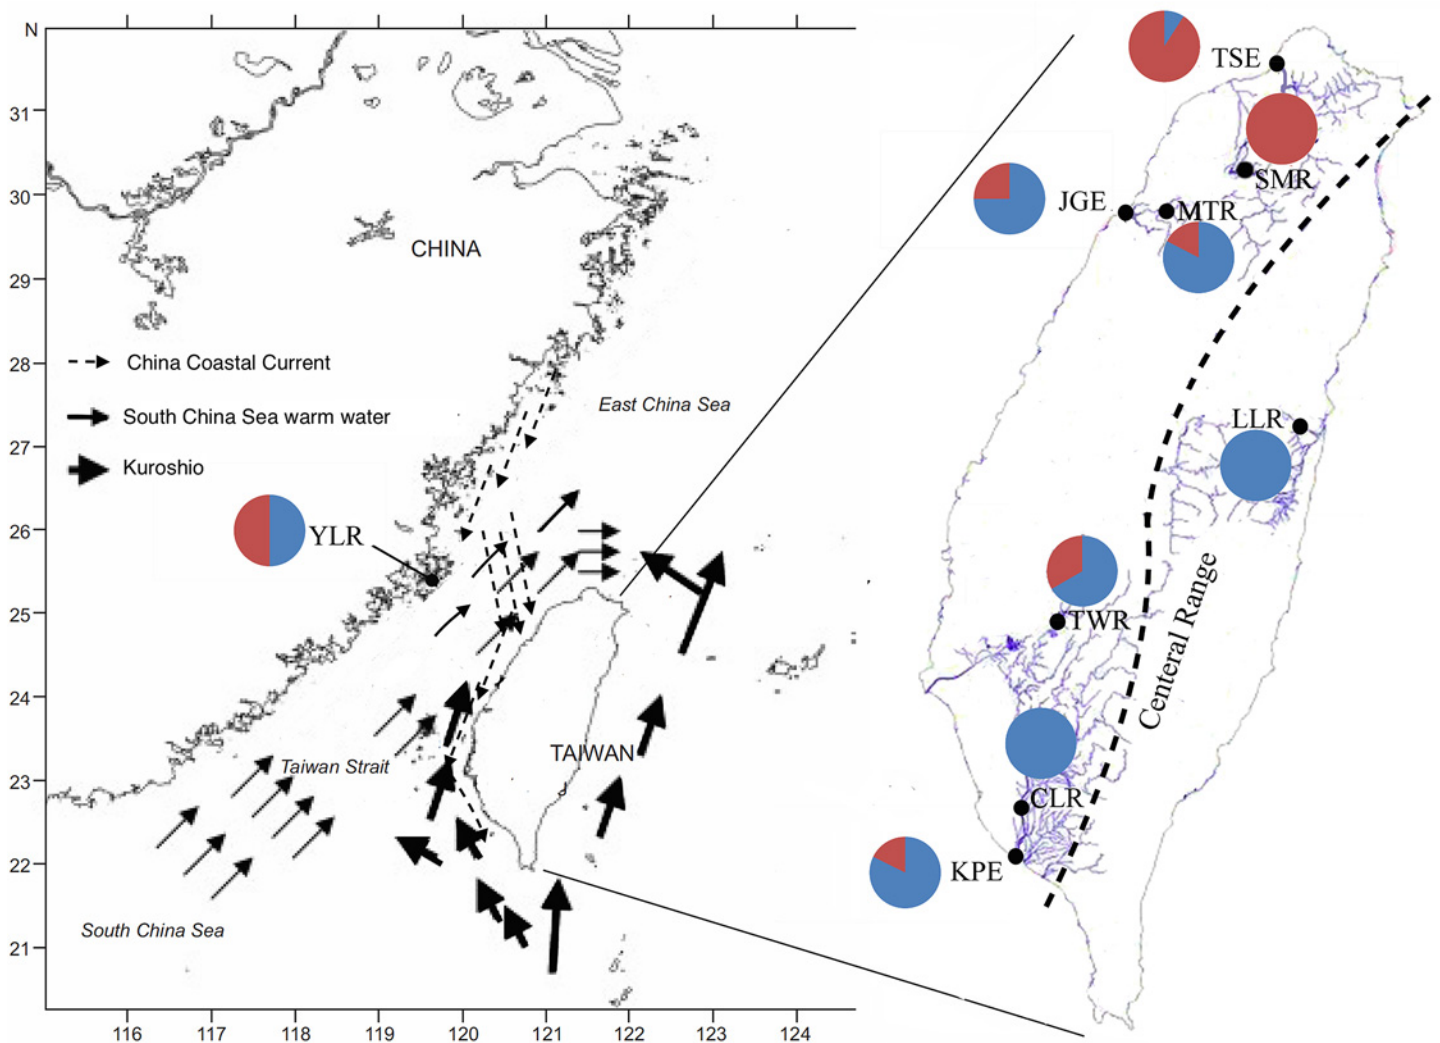 N
31
30
29
28
27
26
25
24
23
22
21
116
117
118
119
120
121
122
123
124
CHINA
China Coastal Current
South China Sea warm water
Kuroshio
East China Sea
YLR
TAIWAN
Taiwan Strait
South China Sea
TSE
SMR
JGE
MTR
LLR
TWR
Centeral Range
CLR
KPE